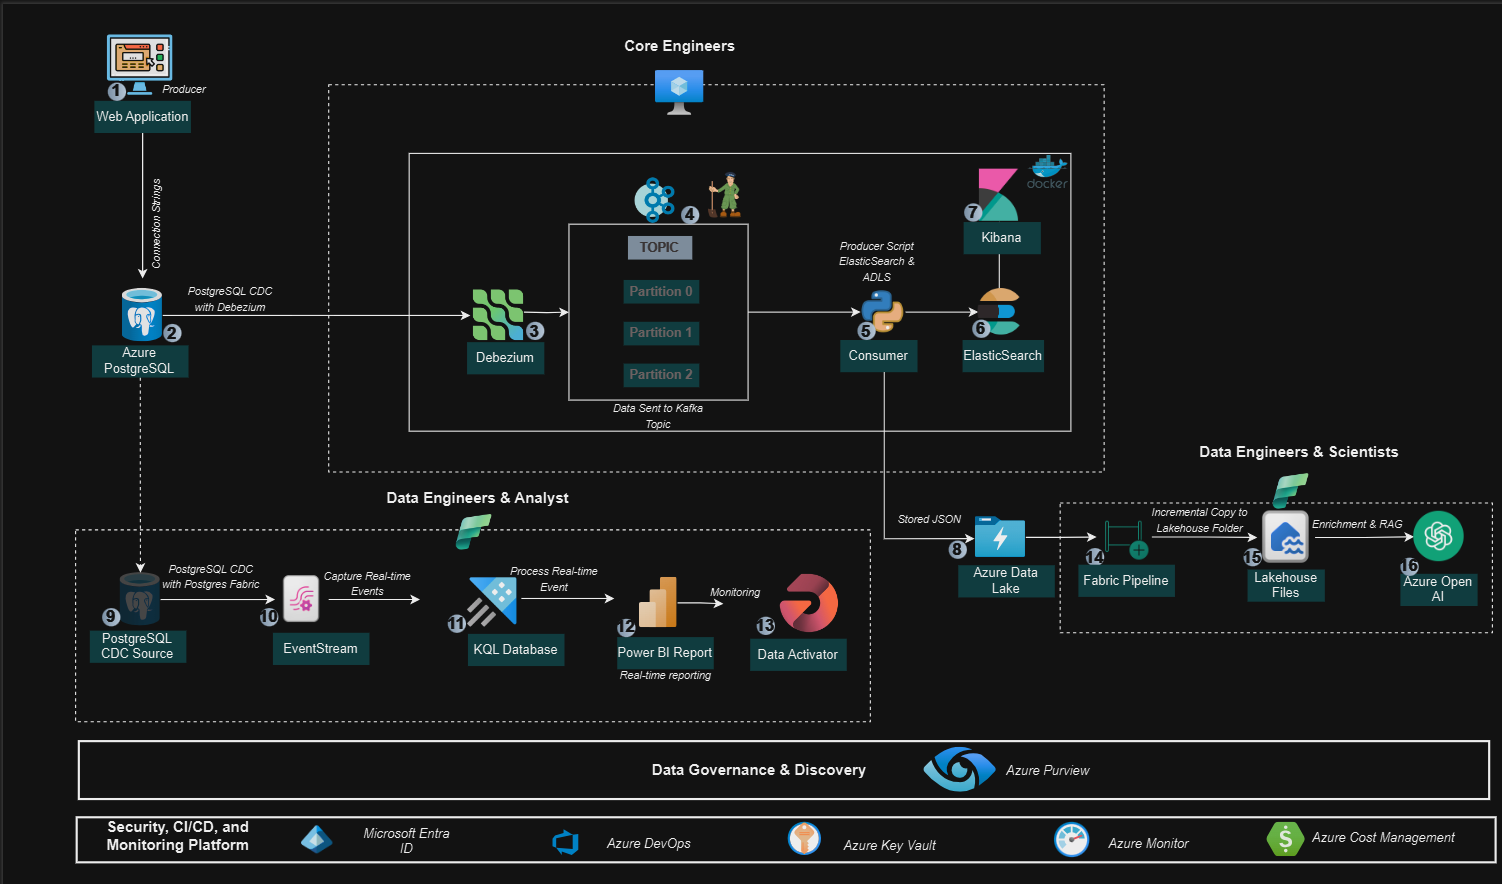 Core Engineers
1
Producer
Web Application
Connection Strings
docker
4
7
TOPIC
Kibana
Producer Script
ElasticSearch &
ADLS
PostgreSQL CDC
with Debezium
Partition 0
2
3
5
6
Partition 1
Azure
PostgreSQL
Debezium
Consumer
ElasticSearch
Partition 2
Data Sent to Kafka
Topic
Data Engineers & Scientists
Data Engineers & Analyst
Stored JSON
8
Azure Data
Lake
Incremental Copy to
Lakehouse Folder
Enrichment & RAG
14
15
16
Fabric Pipeline
Lakehouse
Files
Azure Open
AI
PostgreSQL CDC
with Postgres Fabric
Capture Real-time
Events
Process Real-time
Event
Monitoring
9
10
11
12
13
PostgreSQL
CDC Source
EventStream
KQL Database
Power BI Report
Data Activator
Real-time reporting
Data Governance & Discovery
Azure Purview
Security, CI/CD, and
Monitoring Platform
Microsoft Entra
ID
Azure DevOps
Azure Key Vault
Azure Monitor
Azure Cost Management